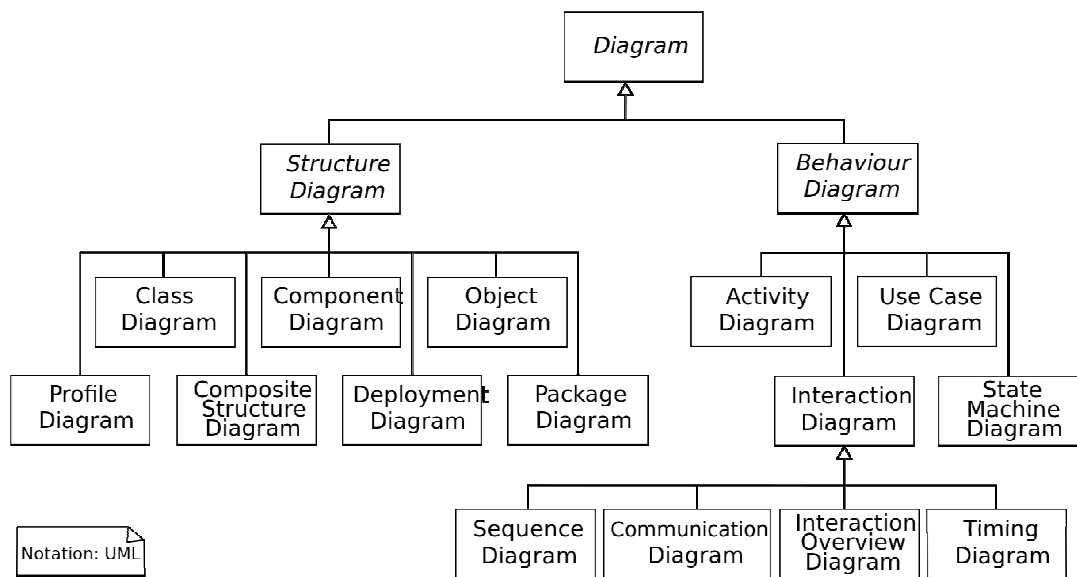 Diagram
Structure
Diagram
Behaviour
Diagram
Class
Diagram
Component
Diagram
Object
Diagram
Activity
Diagram
Use Case
Diagram
Profile
Diagram
Composite
Structure
Diagram
Deployment
Diagram
Package
Diagram
Interaction
Diagram
State
Machine
Diagram
Sequence
Diagram
Communication
Diagram
Interaction
Overview
Diagram
Timing
Diagram
Notation: UML